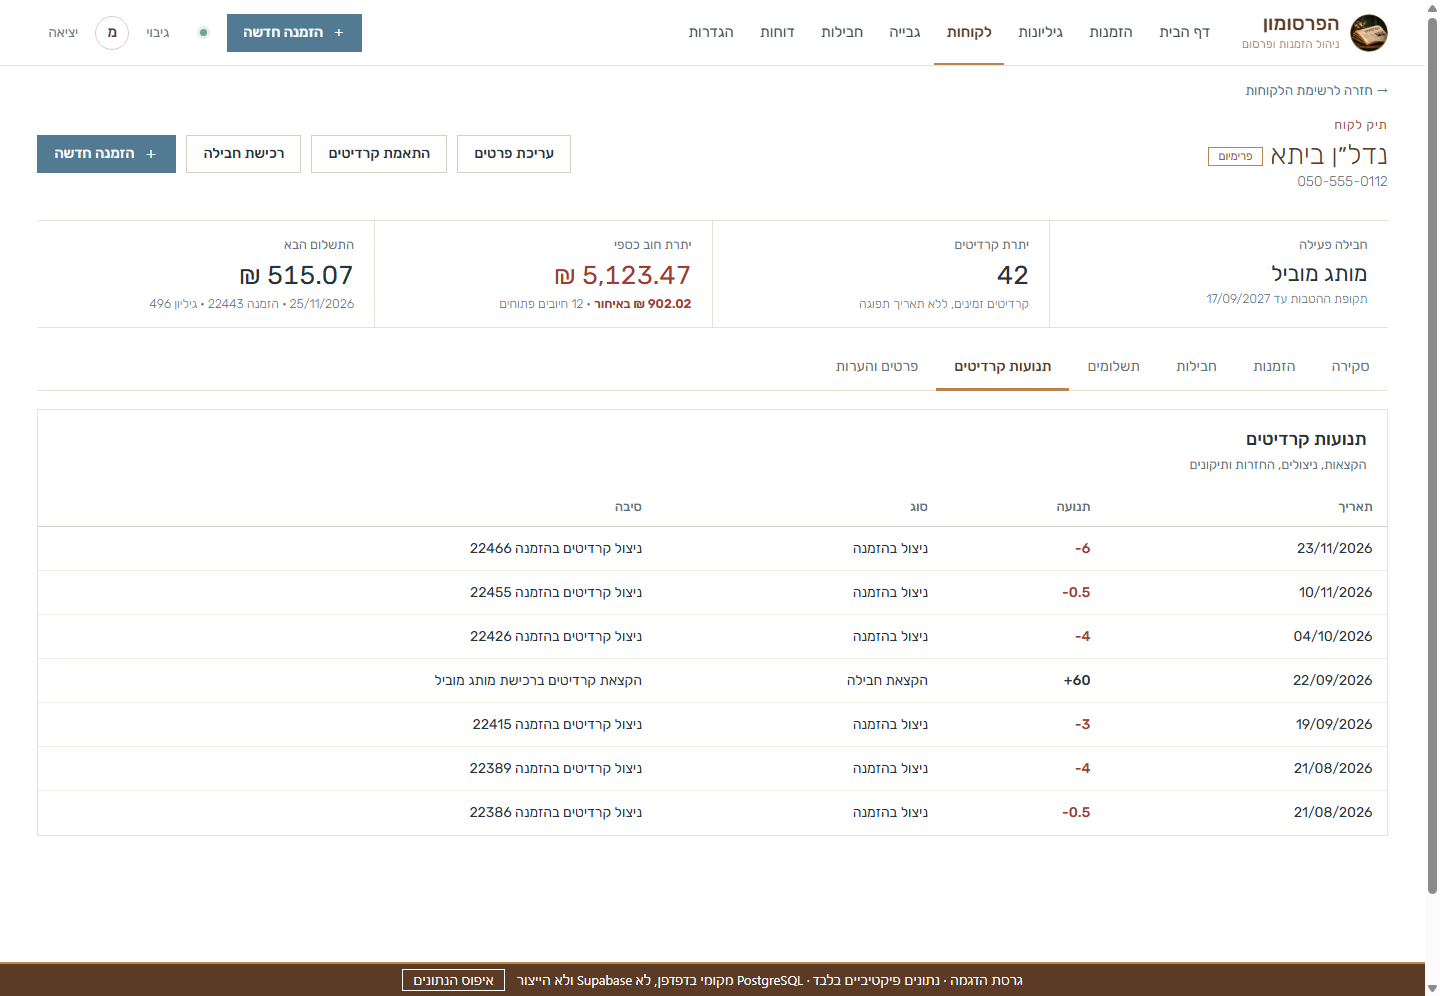 הפרסומון
ניהול הזמנות ופרסום
דף הבית
הזמנות
גיליונות
לקוחות
גבייה
חבילות
דוחות
הגדרות
+ הזמנה חדשה
גיבוי
מ
יציאה
→ חזרה לרשימת הלקוחות
תיק לקוח
נדל״ן ביתא פרימיום
050-555-0112
עריכת פרטים
התאמת קרדיטים
רכישת חבילה
+ הזמנה חדשה
חבילה פעילה
מותג מוביל
תקופת ההטבות עד 17/09/2027
יתרת קרדיטים
42
קרדיטים זמינים, ללא תאריך תפוגה
יתרת חוב כספי
5,123.47 ₪
902.02 ₪ באיחור • 12 חיובים פתוחים
התשלום הבא
515.07 ₪
25/11/2026 • הזמנה 22443 • גיליון 496
סקירה
הזמנות
חבילות
תשלומים
תנועות קרדיטים
פרטים והערות
תנועות קרדיטים
הקצאות, ניצולים, החזרות ותיקונים
תאריך תנועה סוג סיבה
23/11/2026 -6 ניצול בהזמנה ניצול קרדיטים בהזמנה 22466
10/11/2026 -0.5 ניצול בהזמנה ניצול קרדיטים בהזמנה 22455
04/10/2026 -4 ניצול בהזמנה ניצול קרדיטים בהזמנה 22426
22/09/2026 +60 הקצאת חבילה הקצאת קרדיטים ברכישת מותג מוביל
19/09/2026 -3 ניצול בהזמנה ניצול קרדיטים בהזמנה 22415
21/08/2026 -4 ניצול בהזמנה ניצול קרדיטים בהזמנה 22389
21/08/2026 -0.5 ניצול בהזמנה ניצול קרדיטים בהזמנה 22386
גרסת הדגמה · נתונים פיקטיביים בלבד · PostgreSQL מקומי בדפדפן, לא Supabase ולא הייצור
איפוס הנתונים